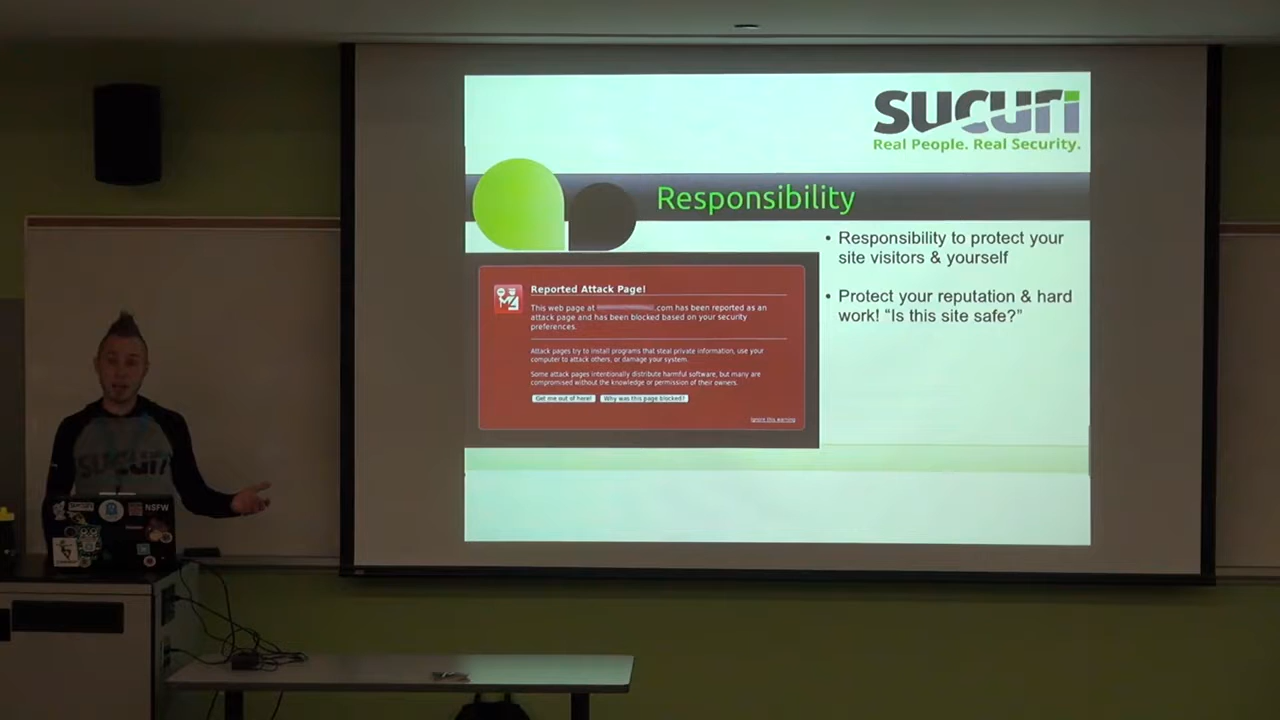 sucuri
Real People. Real Security.
Responsibility
• Responsibility to protect your
site visitors & yourself
• Protect your reputation & hard
work! “Is this site safe?”
Reported Attack Page!
This web page at
.com has been reported as an
attack page and has been blocked based on your security
preferences.
Attack pages try to install programs that steal private information, use your
computer to attack others, or damage your system.
Some attack pages intentionally distribute harmful software, but many are
compromised without the knowledge or permission of their owners.
Get me out of here!
Why was this page blocked?
Ignore this warning
sucuri
NSFW